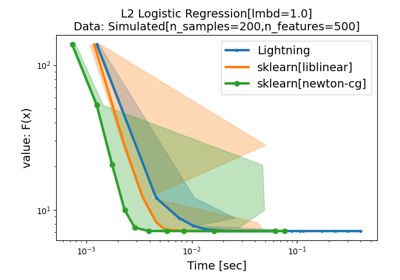 L2 Logistic Regression[lmbd=1.0]
Data: Simulated[n_samples=200,n_features=500]
Lightning
sklearn[liblinear]
sklearn[newton-cg]
value: F(x)
10²
10¹
10⁻³
10⁻²
10⁻¹
Time [sec]